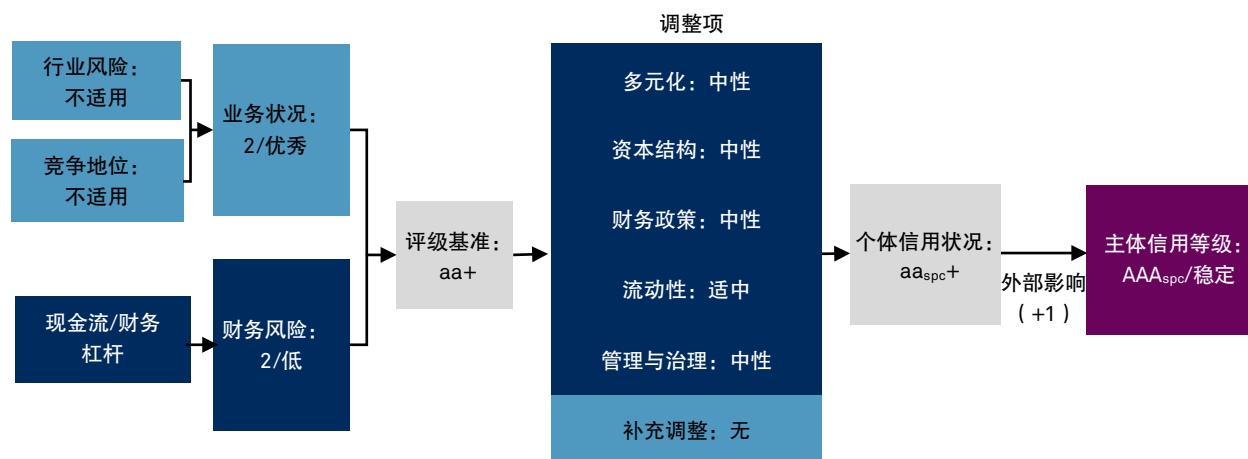 调整项
行业风险：
不适用
竞争地位：
不适用
业务状况：
2/优秀
现金流/财务
杠杆
财务风险：
2/低
评级基准：
aa+
多元化：中性
资本结构：中性
财务政策：中性
流动性：适中
管理与治理：中性
补充调整：无
个体信用状况：
aaspc+
外部影响
（+1）
主体信用等级：
AAAspc/稳定